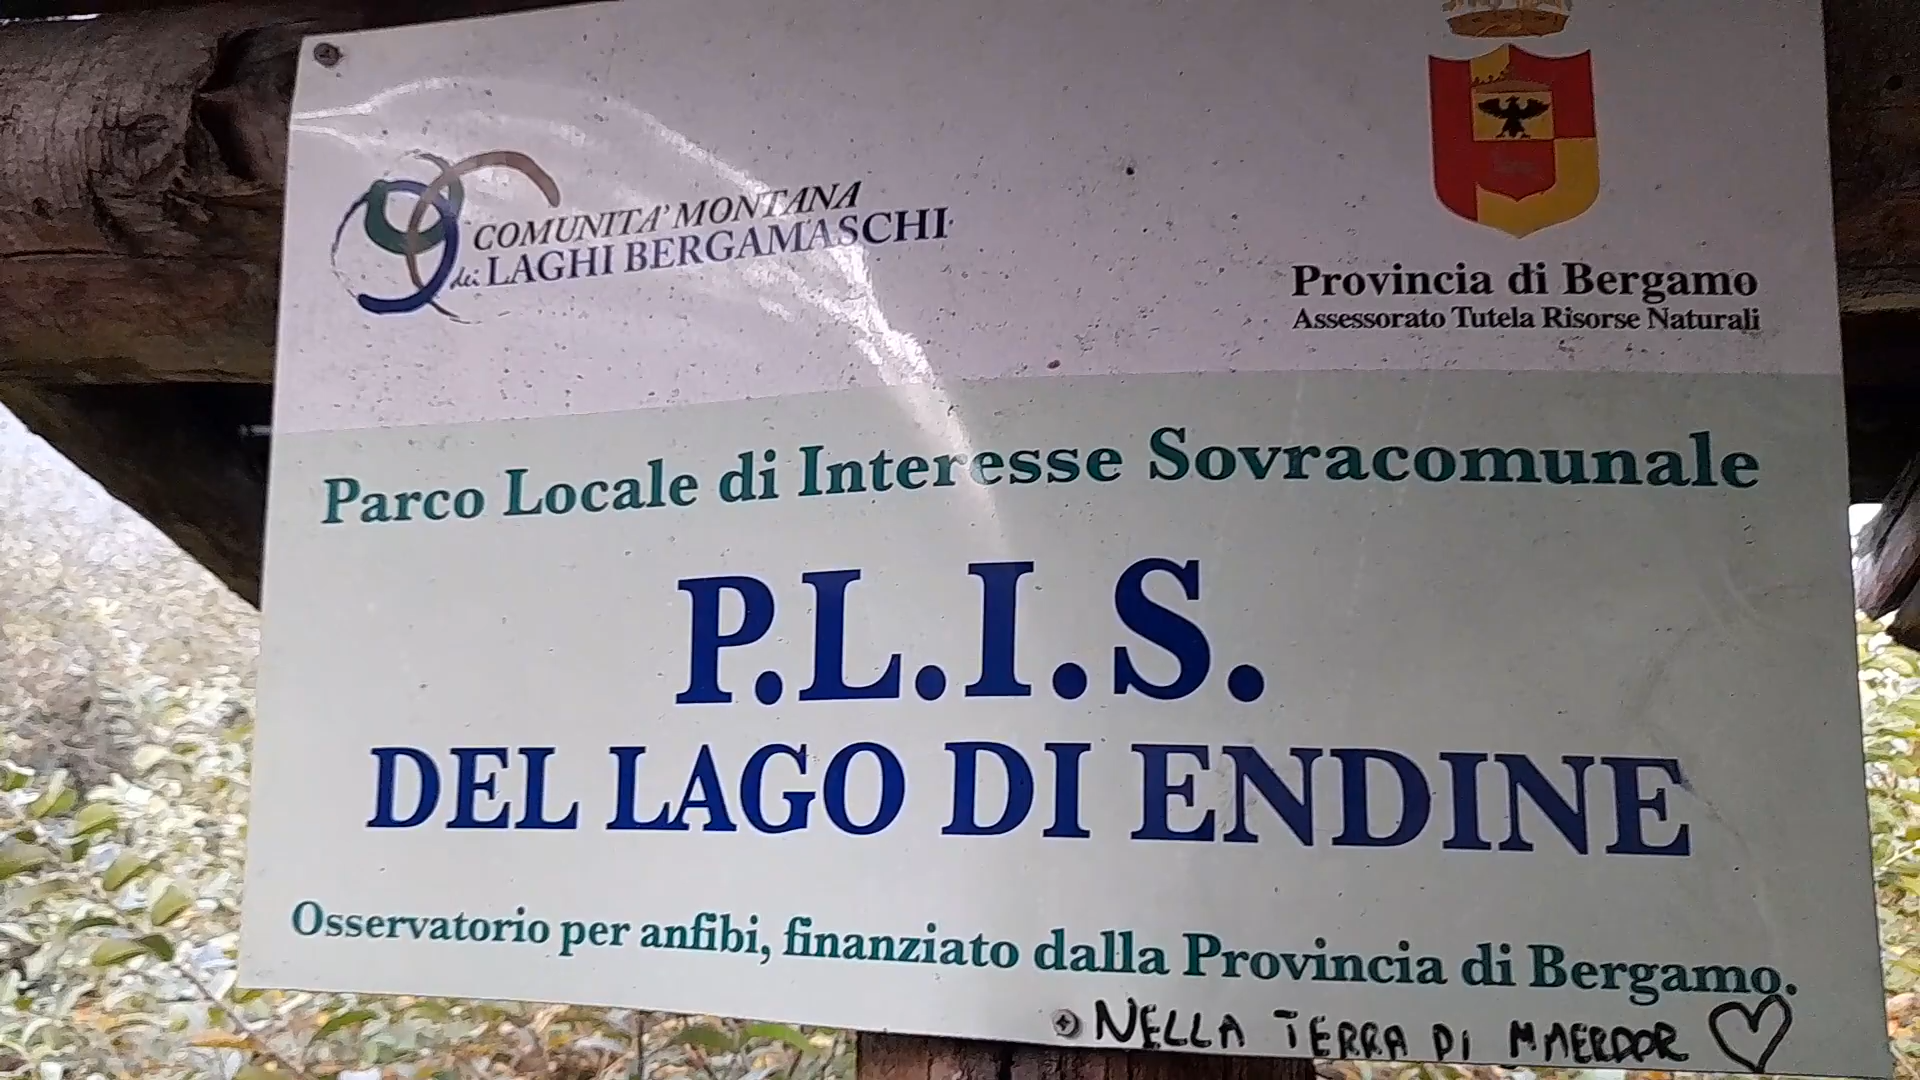 COMUNITA' MONTANA
dei LAGHI BERGAMASCHI
Provincia di Bergamo
Assessorato Tutela Risorse Naturali
Parco Locale di Interesse Sovracomunale
P.L.I.S.
DEL LAGO DI ENDINE
Osservatorio per anfibi, finanziato dalla Provincia di Bergamo.
NELLA TERRA DI MAERDOR